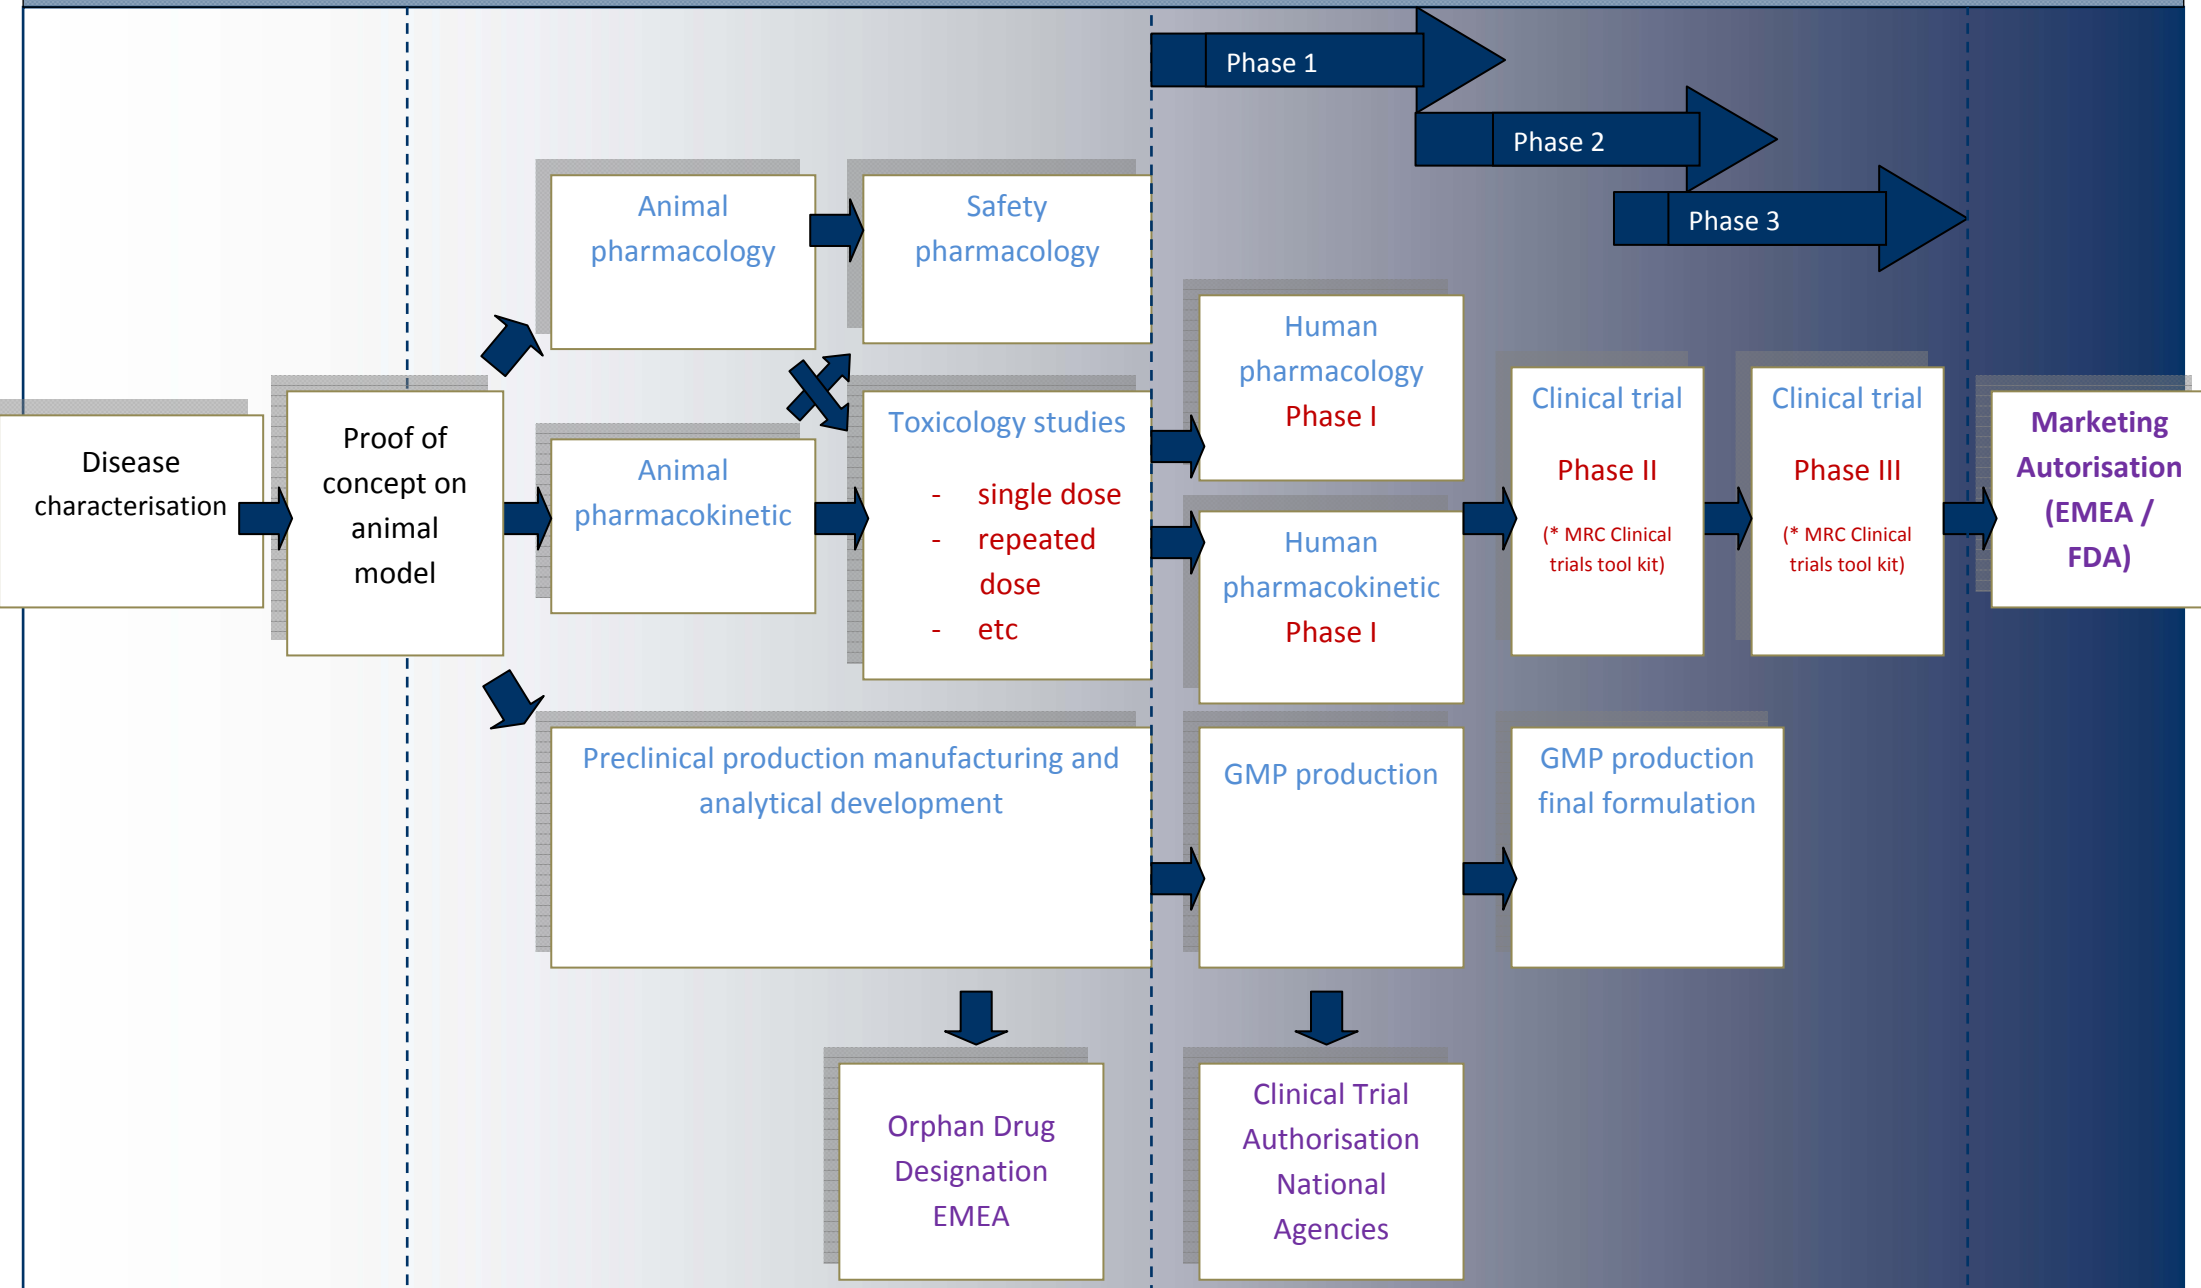 Phase 1
Phase 2
Phase 3
Animal
pharmacology
Safety
pharmacology
Disease
characterisation
Proof of
concept on
animal
model
Animal
pharmacokinetic
Toxicology studies
- single dose
- repeated
dose
- etc
Human
pharmacology
Phase I
Human
pharmacokinetic
Phase I
Clinical trial
Phase II
(* MRC Clinical
trials tool kit)
Clinical trial
Phase III
(* MRC Clinical
trials tool kit)
Marketing
Autorisation
(EMEA /
FDA)
Preclinical production manufacturing and
analytical development
GMP production
GMP production
final formulation
Orphan Drug
Designation
EMEA
Clinical Trial
Authorisation
National
Agencies